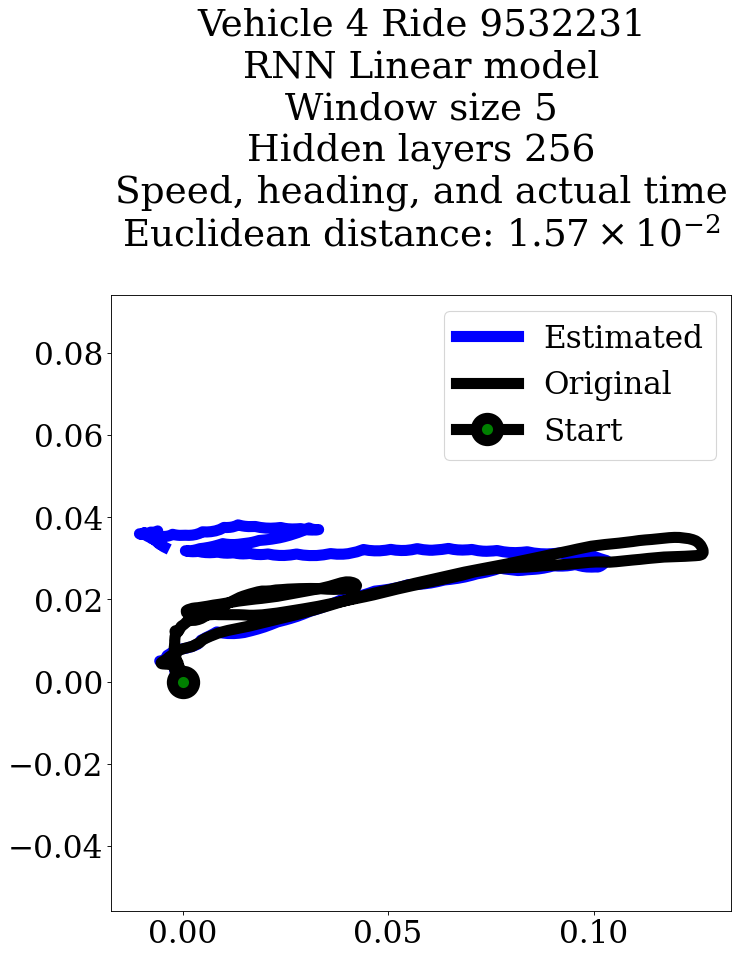 Vehicle 4 Ride 9532231
RNN Linear model
Window size 5
Hidden layers 256
Speed, heading, and actual time
Euclidean distance: 1.57 × 10⁻²
Estimated
Original
Start
0.08
0.06
0.04
0.02
0.00
−0.02
−0.04
0.00 0.05 0.10